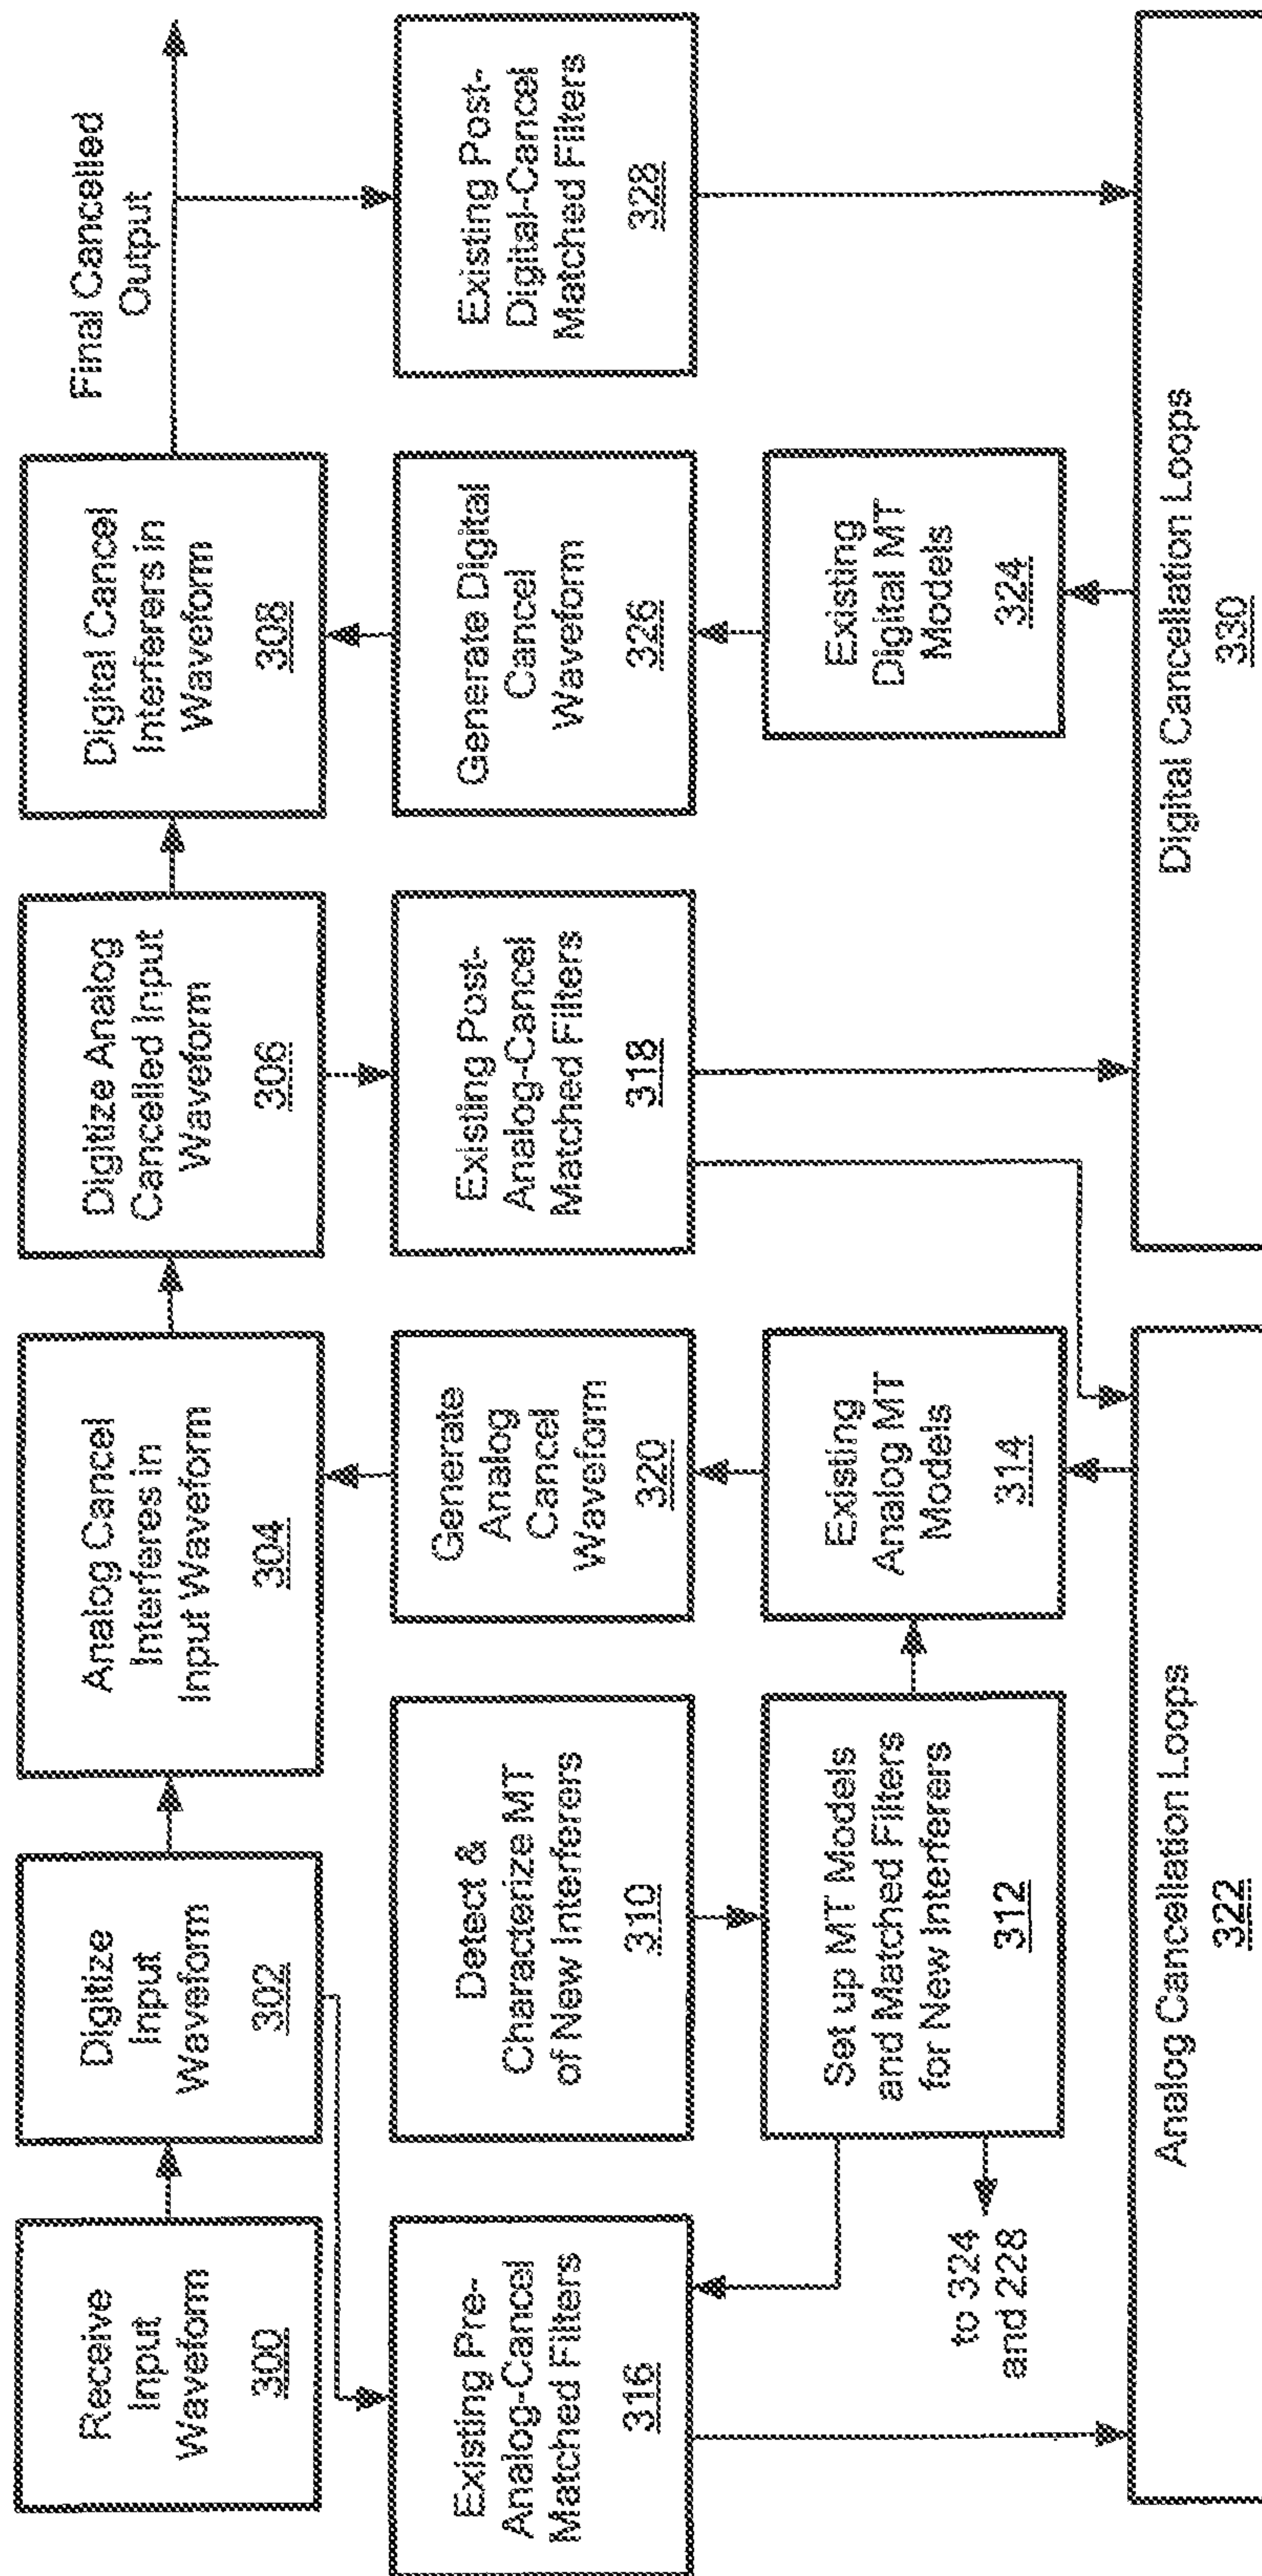 Receive
Input
Waveform
300
Digitize
Input
Waveform
302
Analog Cancel
Interferes in
Input Waveform
304
Digitize Analog
Cancelled Input
Waveform
306
Digital Cancel
Interferers in
Waveform
308
Final Cancelled
Output
Existing Pre-
Analog-Cancel
Matched Filters
316
Detect &
Characterize MT
of New Interferers
310
Generate
Analog
Cancel
Waveform
320
Existing Post-
Analog-Cancel
Matched Filters
318
Generate Digital
Cancel
Waveform
326
Existing Post-
Digital-Cancel
Matched Filters
328
to 324
and 228
Set up MT Models
and Matched Filters
for New Interferers
312
Existing
Analog MT
Models
314
Existing
Digital MT
Models
324
Analog Cancellation Loops
322
Digital Cancellation Loops
330